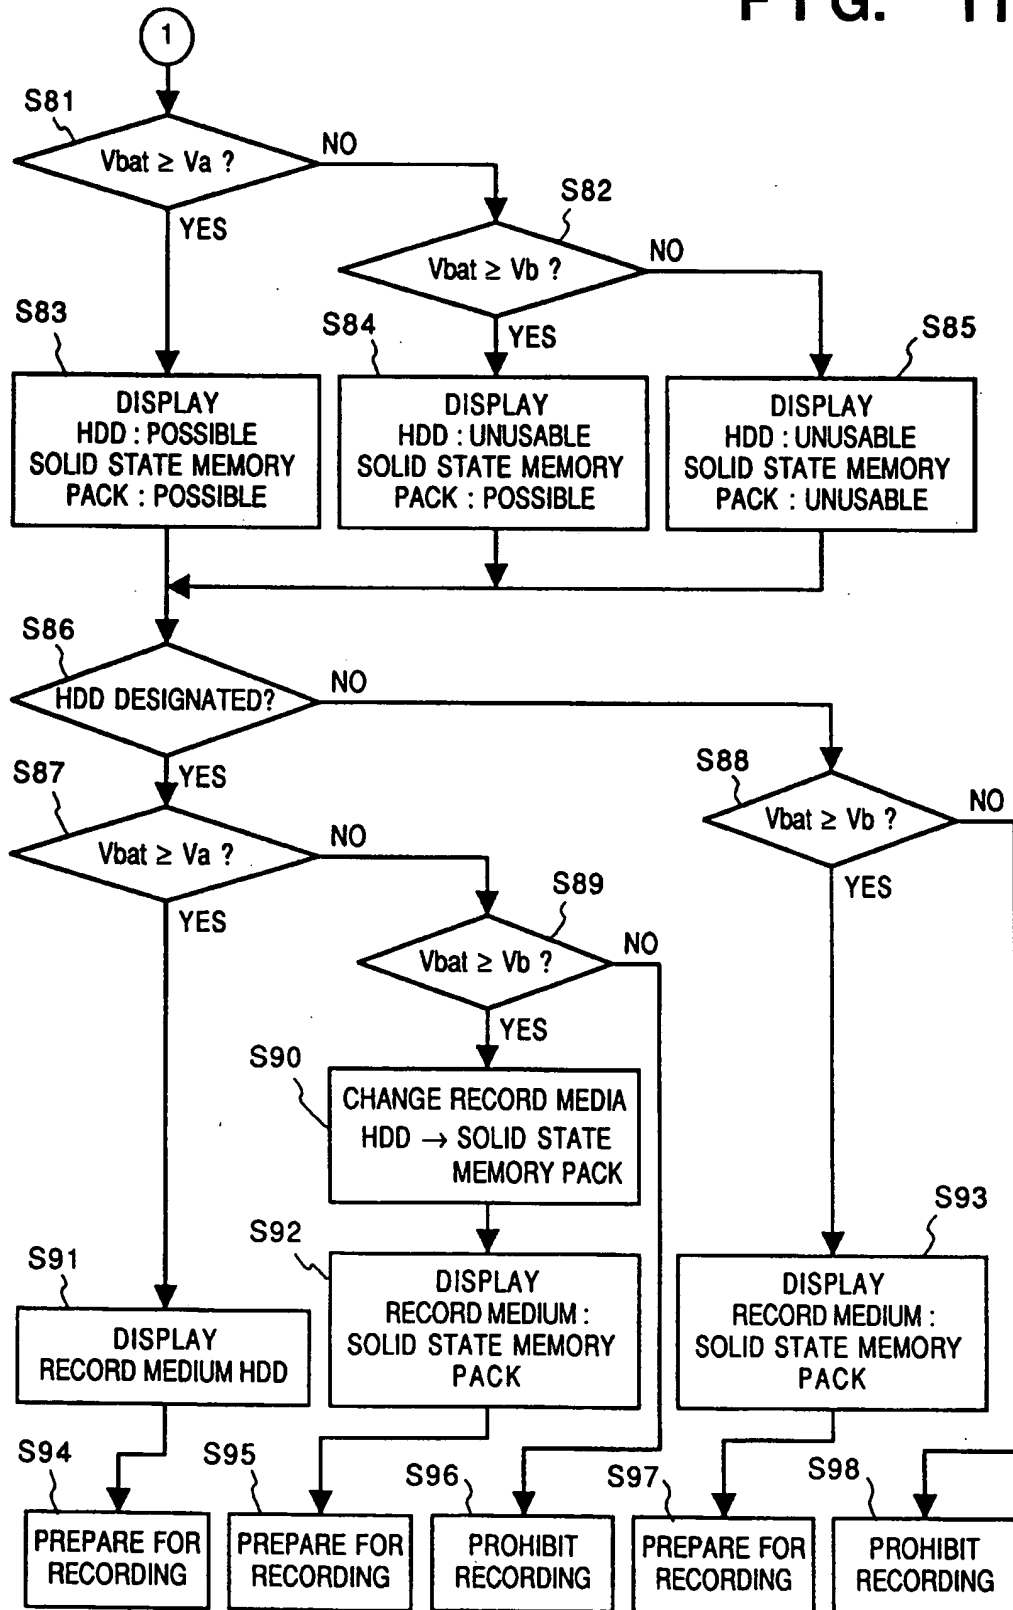 FIG. 11
1
S81
Vbat ≥ Va ?
NO
YES
S82
Vbat ≥ Vb ?
NO
YES
S83
DISPLAY
HDD : POSSIBLE
SOLID STATE MEMORY
PACK : POSSIBLE
S84
DISPLAY
HDD : UNUSABLE
SOLID STATE MEMORY
PACK : POSSIBLE
S85
DISPLAY
HDD : UNUSABLE
SOLID STATE MEMORY
PACK : UNUSABLE
S86
HDD DESIGNATED?
NO
YES
S87
Vbat ≥ Va ?
NO
YES
S88
Vbat ≥ Vb ?
NO
YES
S89
Vbat ≥ Vb ?
NO
YES
S90
CHANGE RECORD MEDIA
HDD → SOLID STATE
MEMORY PACK
S91
DISPLAY
RECORD MEDIUM HDD
S92
DISPLAY
RECORD MEDIUM :
SOLID STATE MEMORY
PACK
S93
DISPLAY
RECORD MEDIUM :
SOLID STATE MEMORY
PACK
S94
PREPARE FOR
RECORDING
S95
PREPARE FOR
RECORDING
S96
PROHIBIT
RECORDING
S97
PREPARE FOR
RECORDING
S98
PROHIBIT
RECORDING